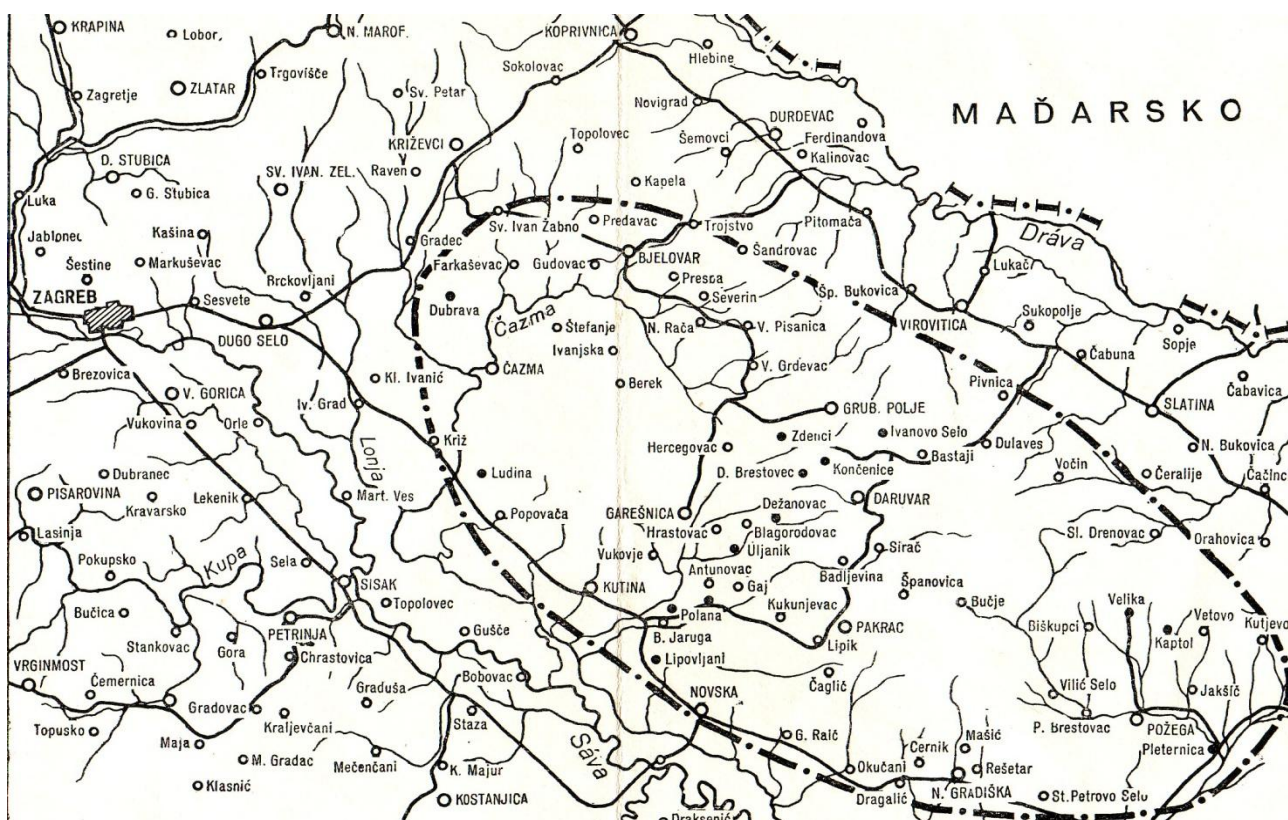 KRAPINA
Lobor
N. MAROF
KOPRIVNICA
Hlebine
Zagretje
ZLATAR
Trgovišče
Sv. Petar
Sokolovac
Novigrad
MAĎARSKO
DURDEVAC
Ferdinandova
Topolovec
Šemovci
Kalinovac
D. STUBICA
KRIŽEVCI
Raven
Luka
G. Stubica
SV. IVAN. ZEL.
Kapela
Jablonec
Kašina
Gradec
Sv. Ivan Žabno
Predavac
Trojstvo
Pitomača
Dráva
Šestine
Markuševac
Farkaševac
Gudovac
BJELOVAR
Šandrovac
Lukač
ZAGREB
Sesvete
Brckovljani
Dubrava
Presca
Severin
Šp. Bukovica
Čazma
Štefanje
N. Rača
V. Pisanica
VIROVITICA
Sukopolje
Sopje
DUGO SELO
Ivanjska
Čabuna
Brezovica
Kl. Ivanić
ČAZMA
Berek
V. Grdevac
Pivnica
Čabavica
V. GORICA
Iv. Grad
GRUB. POLJE
SLATINA
Vukovina
Orle
Križ
Hercegovac
Zdenci
Ivanovo Selo
Dulaves
N. Bukovica
Lonja
Ludina
D. Brestovec
Končenice
Bastaji
Voćin
Čeralije
Čačinc
Dubranec
PISAROVINA
Kravarsko
Lekenik
Mart. Ves
Popovača
GAREŠNICA
Dežanovac
DARUVAR
Lasinja
Hrastovac
Blagorodovac
Sl. Drenovac
Orahovica
Pokupsko
Kupa
Sela
SISAK
Vukovje
Uljanik
Sirač
Antunovac
Badljevina
KUTINA
Gaj
Španovica
Bučje
Bučica
Topolovec
Polana
Kukunjevac
Velika
Vetovo
Kutjevo
Stankovac
PETRINJA
Gušče
B. Jaruga
PAKRAC
Biškupci
Kaptol
Gora
Lipik
VRGINMOST
Chrastovica
Lipovljani
Čemernica
Graduša
Bobovac
Čaglić
Vilić Selo
Jakšić
Gradovac
NOVSKA
Topusko
Kraljevčani
Staza
P. Brestovac
POŽEGA
Maja
Sáva
G. Raič
Mašić
Pleternica
M. Gradac
Mečenčani
Cernik
Klasnić
K. Majur
Okučani
Rešetar
KOSTANJICA
Dragalić
N. GRADIŠKA
St. Petrovo Selo
Draksenić